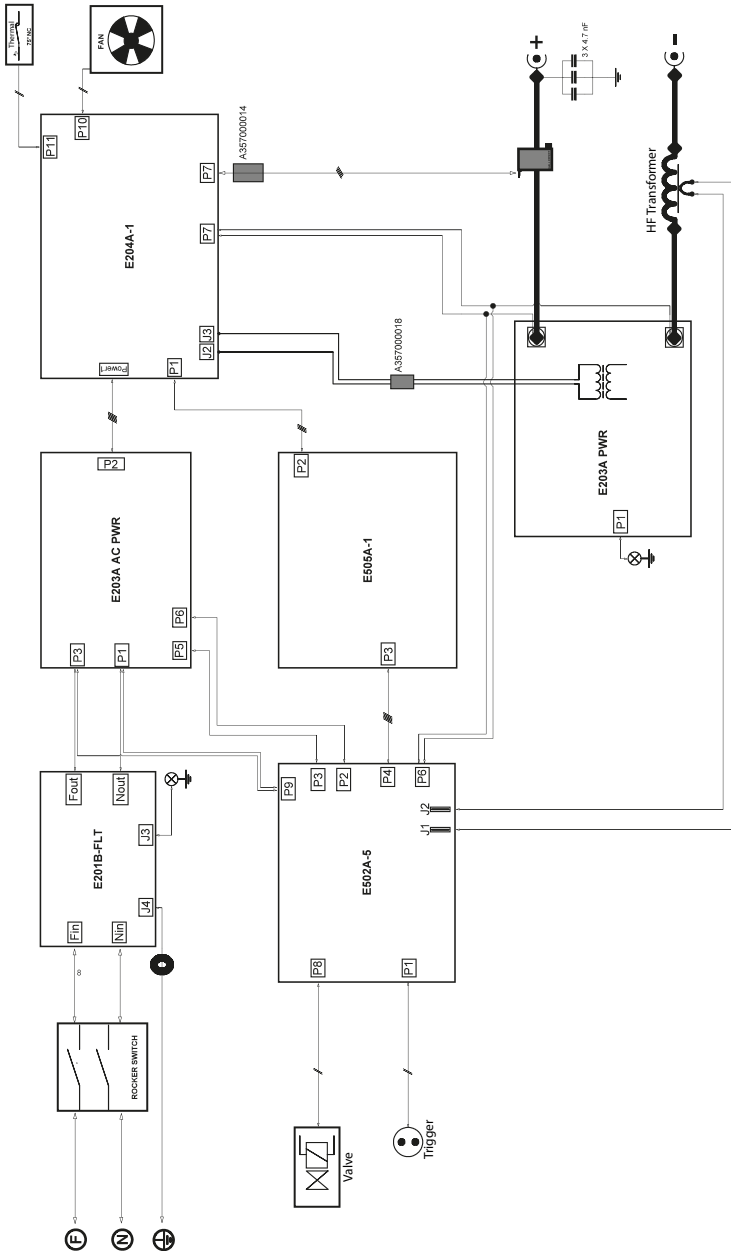 Thermal
75°NC
FAN
P11
P10
P7
A357000014
P7
E204A-1
J3
J2
Power1
P1
A357000018
+
3 X 4.7 nF
-
HF Transformer
P2
E203A AC PWR
P3
P1
P6
P5
P2
E505A-1
P3
E203A PWR
P1
Fout
Nout
E201B-FLT
J3
J4
Fin
Nin
8
P9
P3
P2
P4
P6
J2
J1
E502A-5
P8
P1
ROCKER SWITCH
Valve
Trigger
F
N